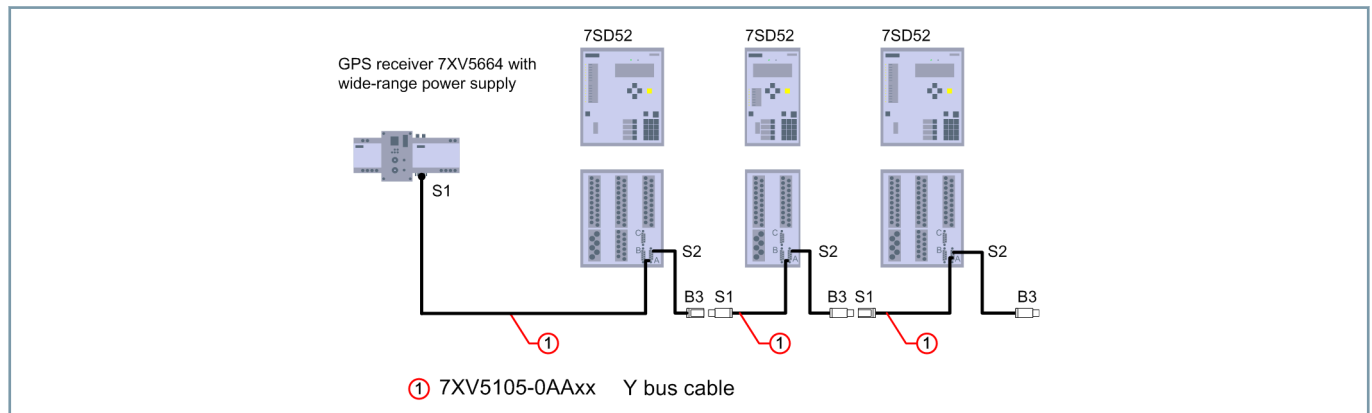 7SD52
7SD52
7SD52
GPS receiver 7XV5664 with
wide-range power supply
S1
C
B
A
S2
C
B
A
S2
C
B
A
S2
B3
S1
B3
S1
B3
1
1
1
1 7XV5105-0AAxx Y bus cable